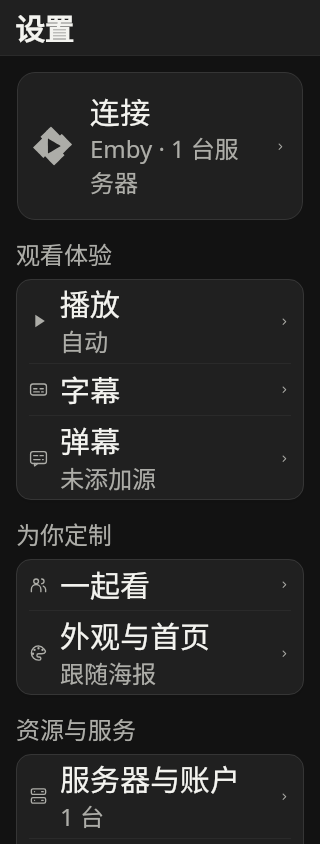 设置
连接
Emby · 1 台服
务器
观看体验
播放
自动
字幕
弹幕
未添加源
为你定制
一起看
外观与首页
跟随海报
资源与服务
服务器与账户
1 台